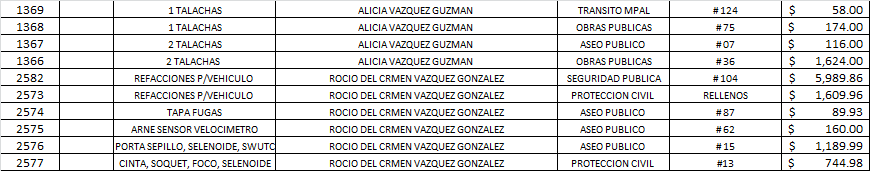 1369 1 TALACHAS ALICIA VAZQUEZ GUZMAN TRANSITO MPAL #124 $ 58.00
1368 1 TALACHAS ALICIA VAZQUEZ GUZMAN OBRAS PUBLICAS #75 $ 174.00
1367 2 TALACHAS ALICIA VAZQUEZ GUZMAN ASEO PUBLICO #07 $ 116.00
1366 2 TALACHAS ALICIA VAZQUEZ GUZMAN OBRAS PUBLICAS #36 $ 1,624.00
2582 REFACCIONES P/VEHICULO ROCIO DEL CRMEN VAZQUEZ GONZALEZ SEGURIDAD PUBLICA #104 $ 5,989.86
2573 REFACCIONES P/VEHICULO ROCIO DEL CRMEN VAZQUEZ GONZALEZ PROTECCION CIVIL RELLENOS $ 1,609.96
2574 TAPA FUGAS ROCIO DEL CRMEN VAZQUEZ GONZALEZ ASEO PUBLICO #87 $ 89.93
2575 ARNE SENSOR VELOCIMETRO ROCIO DEL CRMEN VAZQUEZ GONZALEZ ASEO PUBLICO #62 $ 160.00
2576 PORTA SEPILLO, SELENOIDE, SWUTC ROCIO DEL CRMEN VAZQUEZ GONZALEZ ASEO PUBLICO #15 $ 1,189.99
2577 CINTA, SOQUET, FOCO, SELENOIDE ROCIO DEL CRMEN VAZQUEZ GONZALEZ PROTECCION CIVIL #13 $ 744.98